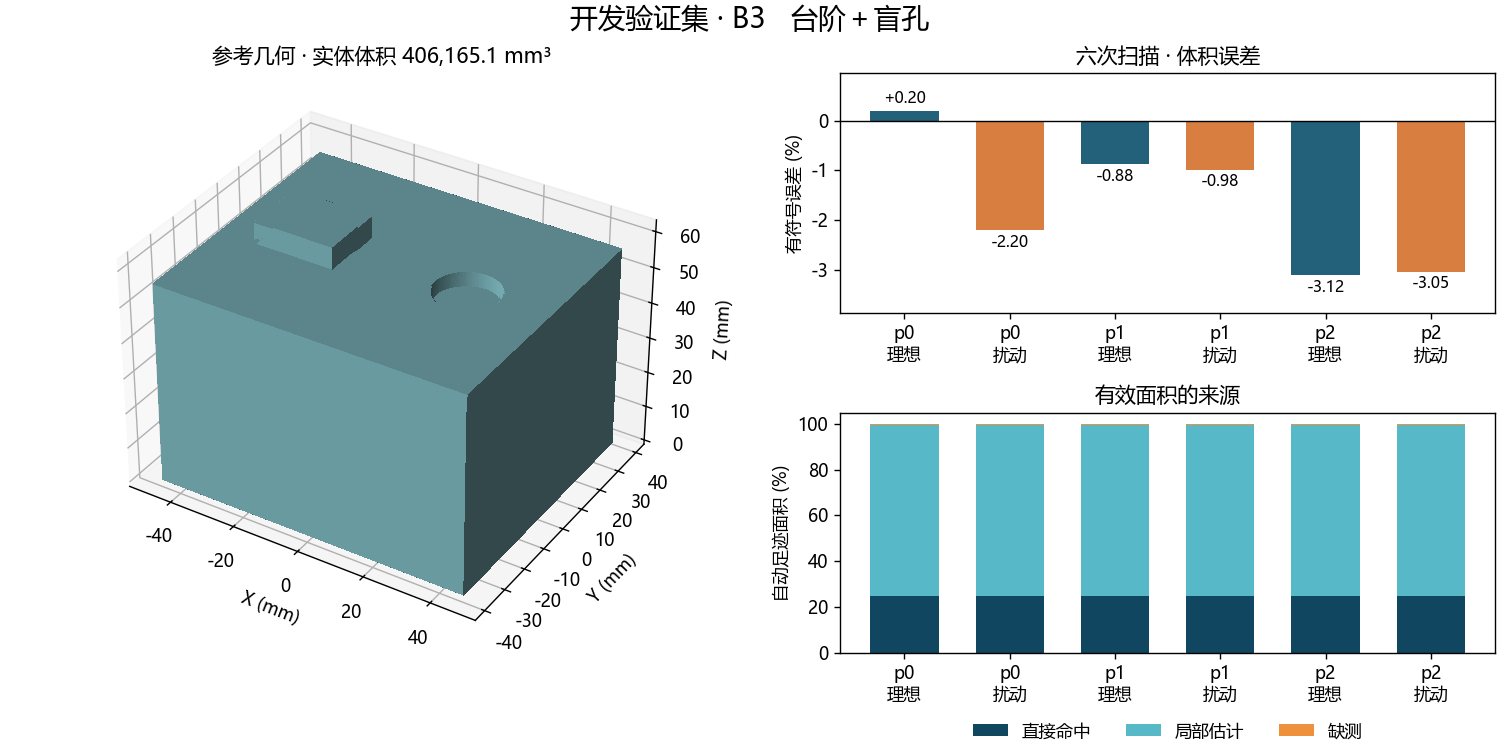 开发验证集 · B3 台阶 + 盲孔
参考几何 · 实体体积 406,165.1 mm³
60
50
40
30
20
10
0
Z (mm)
-40
-20
0
20
40
X (mm)
40
30
20
10
0
-10
-20
-30
-40
Y (mm)
六次扫描 · 体积误差
有符号误差 (%)
0
-1
-2
-3
+0.20
-2.20
-0.88
-0.98
-3.12
-3.05
p0 p0 p1 p1 p2 p2
理想 扰动 理想 扰动 理想 扰动
有效面积的来源
自动足迹面积 (%)
100
80
60
40
20
0
p0 p0 p1 p1 p2 p2
理想 扰动 理想 扰动 理想 扰动
直接命中 局部估计 缺测